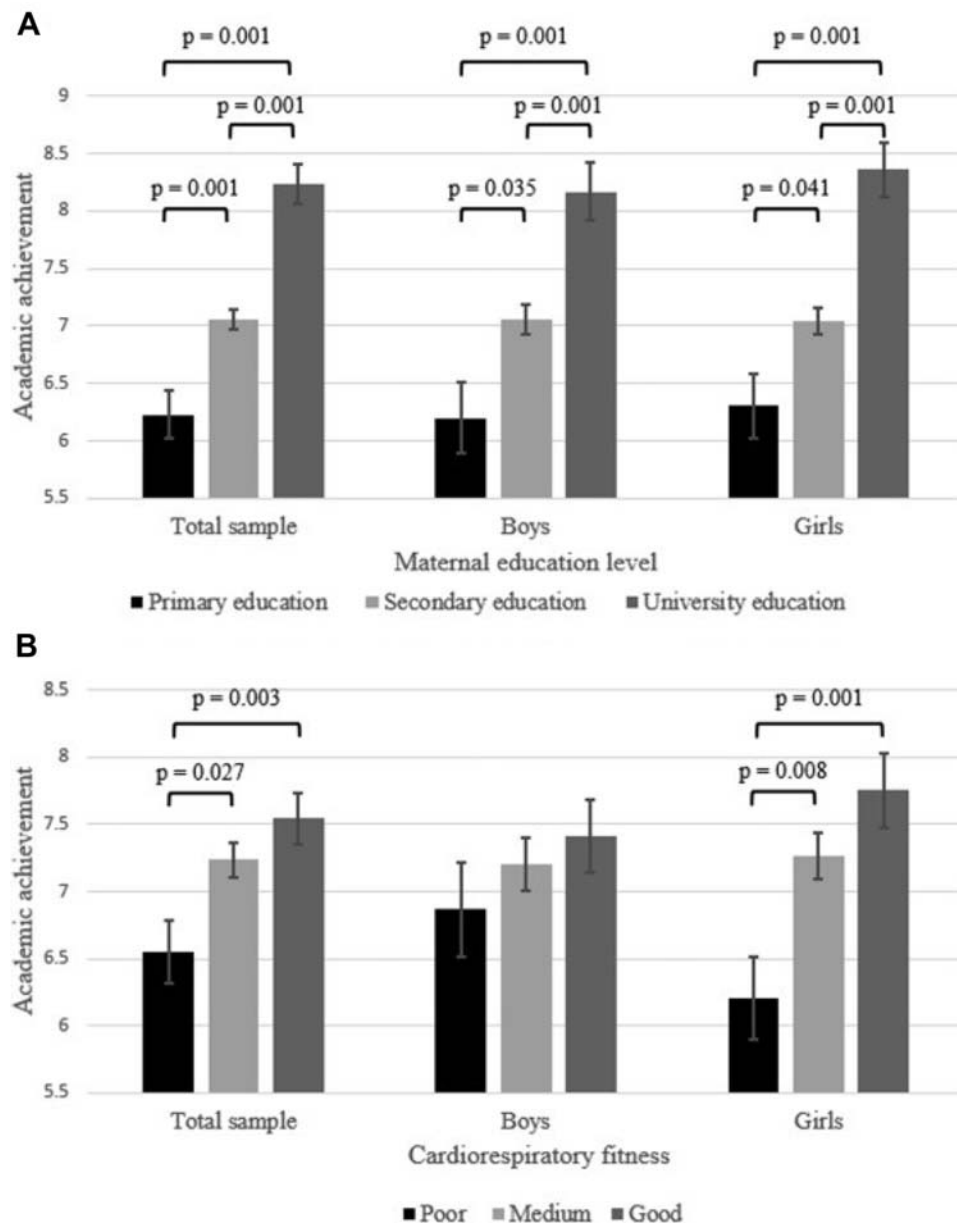 A
p = 0.001 p = 0.001 p = 0.001
9
p = 0.001 p = 0.001 p = 0.001
8.5
p = 0.001 p = 0.035 p = 0.041
8
7.5
7
6.5
6
5.5
Academic achievement
Total sample Boys Girls
Maternal education level
Primary education Secondary education University education
B
8.5
p = 0.003 p = 0.001
8
p = 0.027 p = 0.008
7.5
7
6.5
6
5.5
Academic achievement
Total sample Boys Girls
Cardiorespiratory fitness
Poor Medium Good